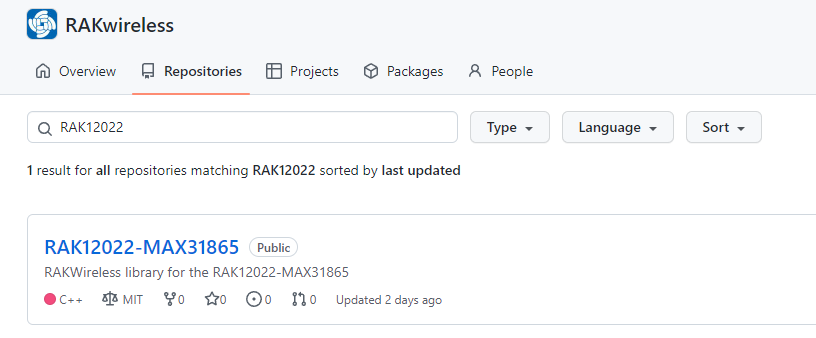 RAKwireless
Overview Repositories Projects Packages People
RAK12022 Type Language Sort
1 result for all repositories matching RAK12022 sorted by last updated
RAK12022-MAX31865 Public
RAKWireless library for the RAK12022-MAX31865
C++ MIT 0 0 0 0 Updated 2 days ago